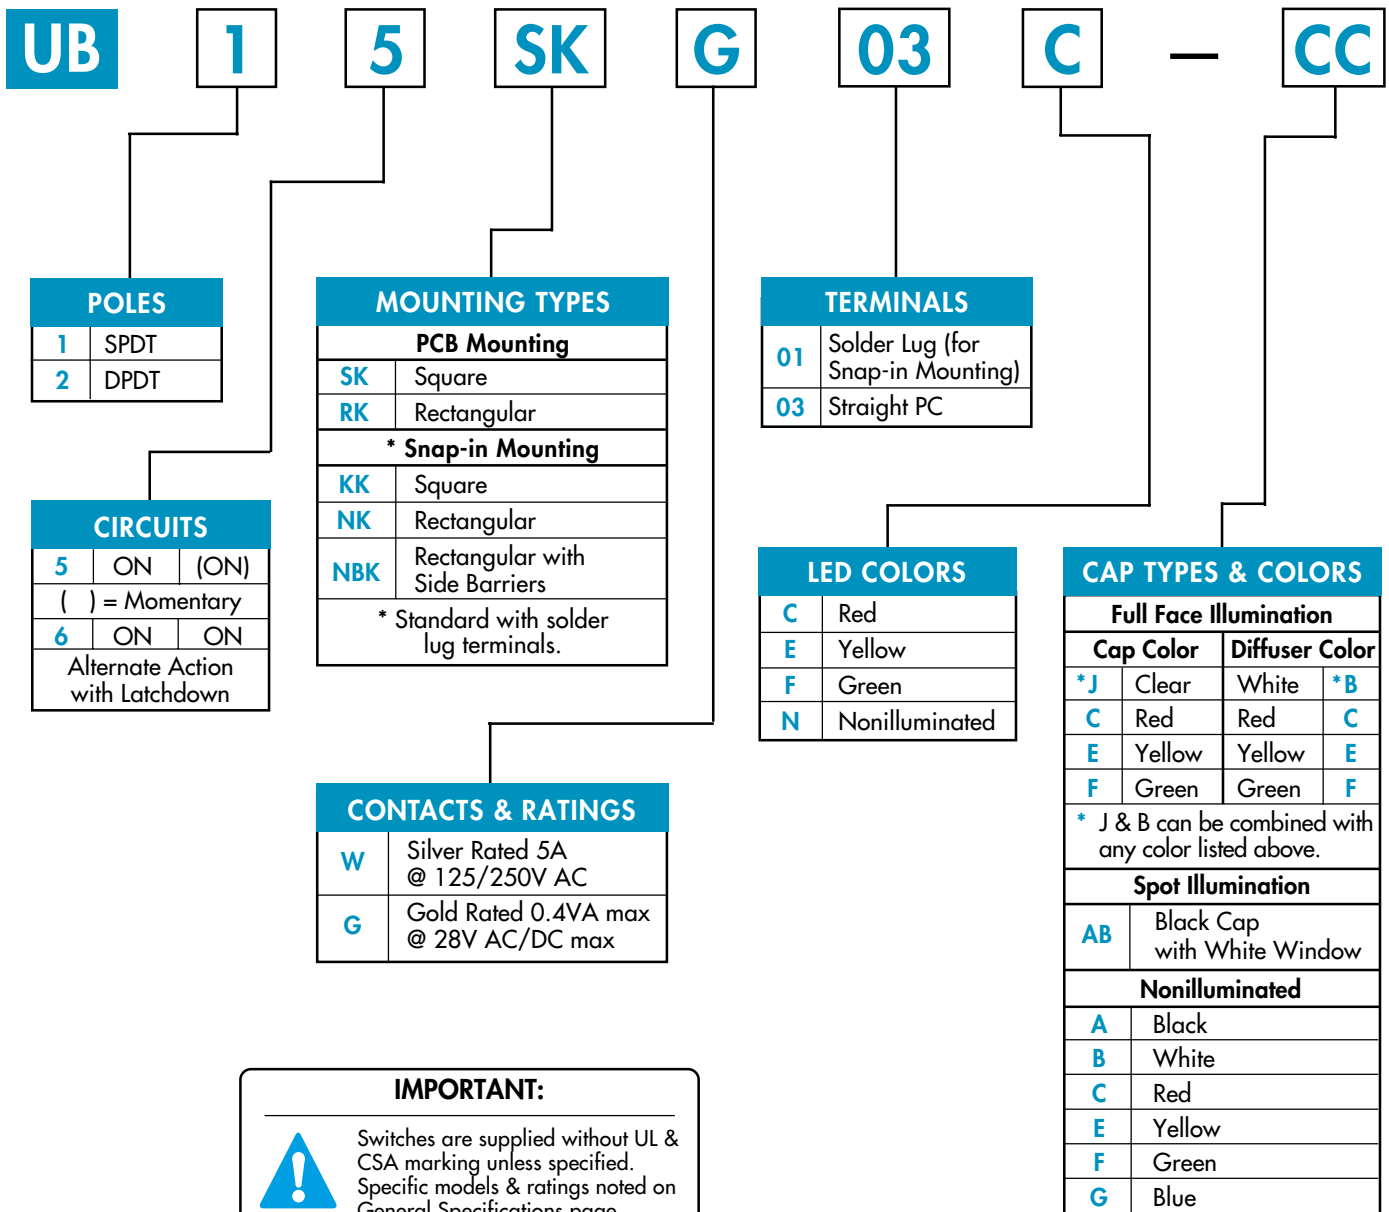 UB 1 5 SK G 03 C — CC
POLES
1 SPDT
2 DPDT
CIRCUITS
5 ON (ON)
( ) = Momentary
6 ON ON
Alternate Action
with Latchdown
MOUNTING TYPES
PCB Mounting
SK Square
RK Rectangular
* Snap-in Mounting
KK Square
NK Rectangular
NBK Rectangular with
Side Barriers
* Standard with solder
lug terminals.
CONTACTS & RATINGS
W Silver Rated 5A
@ 125/250V AC
G Gold Rated 0.4VA max
@ 28V AC/DC max
TERMINALS
01 Solder Lug (for
Snap-in Mounting)
03 Straight PC
LED COLORS
C Red
E Yellow
F Green
N Nonilluminated
CAP TYPES & COLORS
Full Face Illumination
Cap Color Diffuser Color
*J Clear White *B
C Red Red C
E Yellow Yellow E
F Green Green F
* J & B can be combined with
any color listed above.
Spot Illumination
AB Black Cap
with White Window
Nonilluminated
A Black
B White
C Red
E Yellow
F Green
G Blue
IMPORTANT:
Switches are supplied without UL &
CSA marking unless specified.
Specific models & ratings noted on
General Specifications page